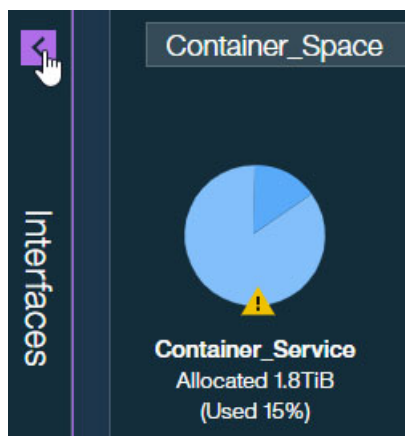 Container_Space
Interfaces
Container_Service
Allocated 1.8TiB
(Used 15%)